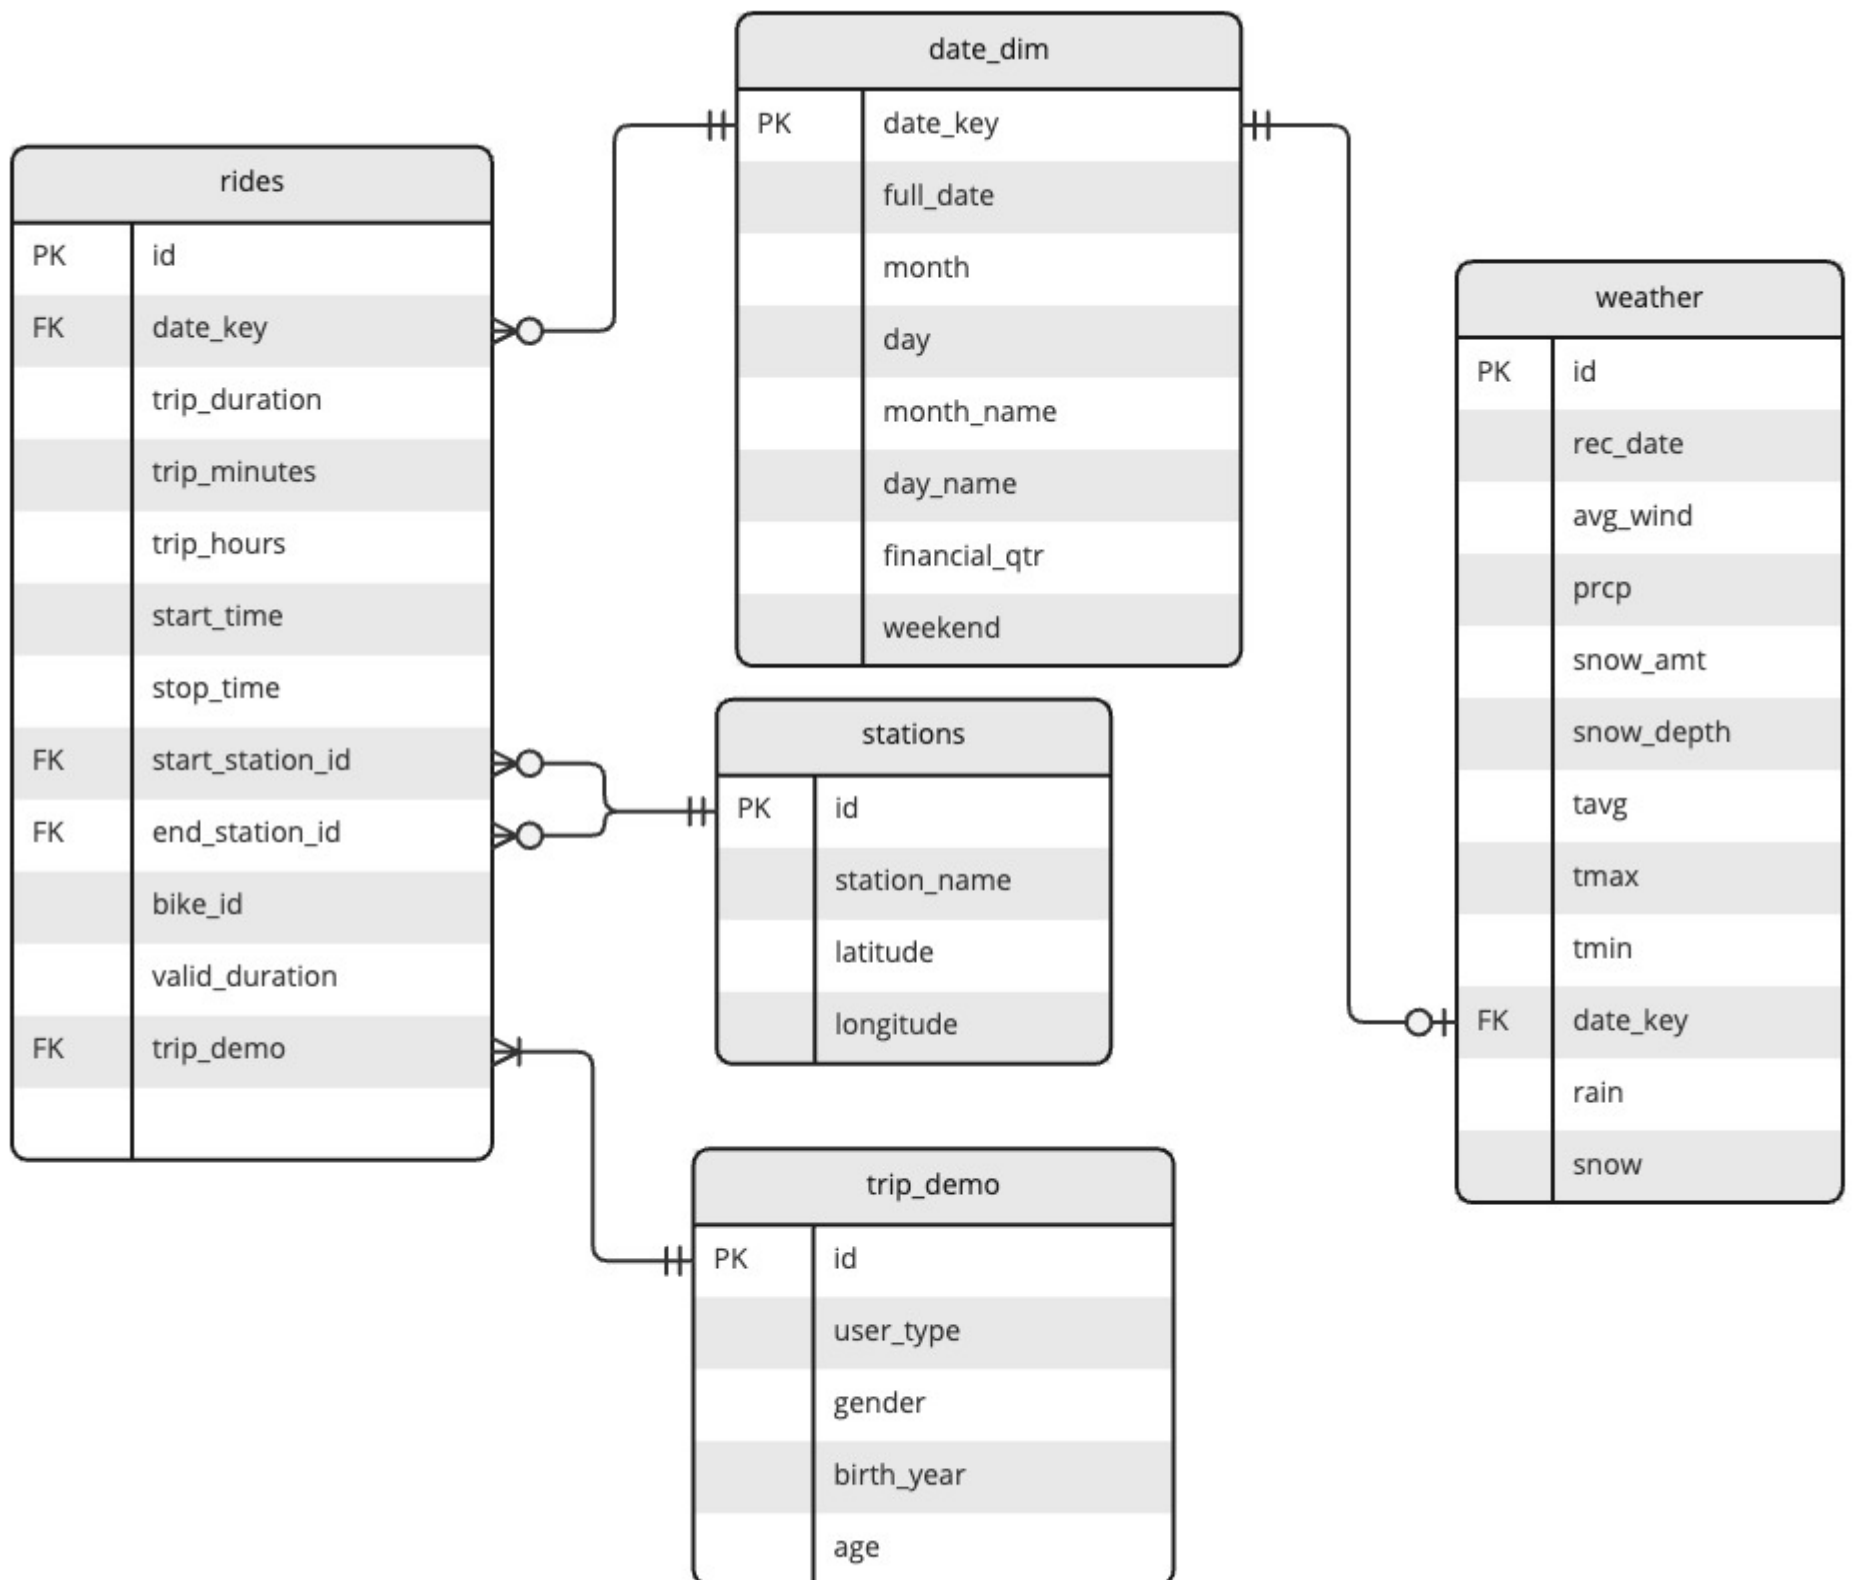 rides
PK id
FK date_key
trip_duration
trip_minutes
trip_hours
start_time
stop_time
FK start_station_id
FK end_station_id
bike_id
valid_duration
FK trip_demo
date_dim
PK date_key
full_date
month
day
month_name
day_name
financial_qtr
weekend
stations
PK id
station_name
latitude
longitude
trip_demo
PK id
user_type
gender
birth_year
age
weather
PK id
rec_date
avg_wind
prcp
snow_amt
snow_depth
tavg
tmax
tmin
FK date_key
rain
snow